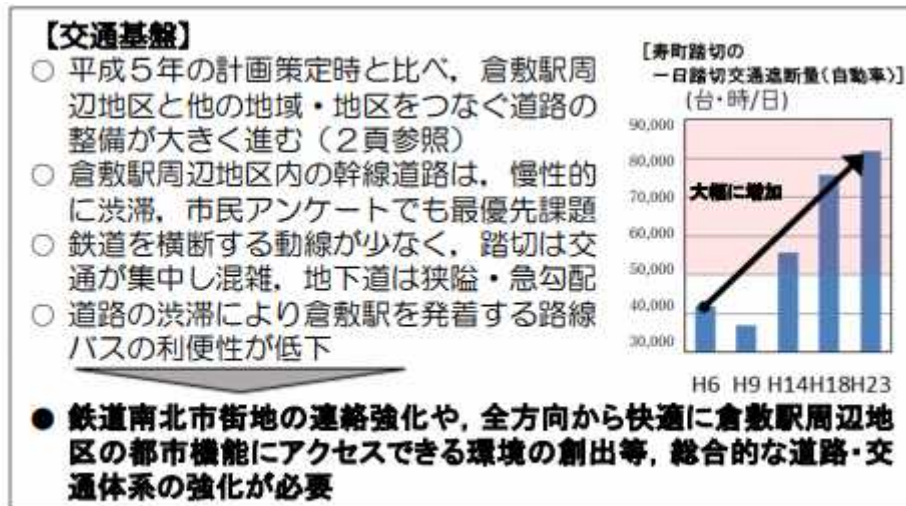 【交通基盤】
○ 平成5年の計画策定時と比べ，倉敷駅周
辺地区と他の地域・地区をつなぐ道路の
整備が大きく進む（2頁参照）
○ 倉敷駅周辺地区内の幹線道路は，慢性的
に渋滞，市民アンケートでも最優先課題
○ 鉄道を横断する動線が少なく，踏切は交
通が集中し混雑，地下道は狭隘・急勾配
○ 道路の渋滞により倉敷駅を発着する路線
バスの利便性が低下
[寿町踏切の
一日踏切交通遮断量(自動車)]
(台・時/日)
90,000
80,000
70,000
60,000
50,000
40,000
30,000
大幅に増加
H6 H9 H14 H18 H23
● 鉄道南北市街地の連絡強化や，全方向から快適に倉敷駅周辺地
区の都市機能にアクセスできる環境の創出等，総合的な道路・交
通体系の強化が必要